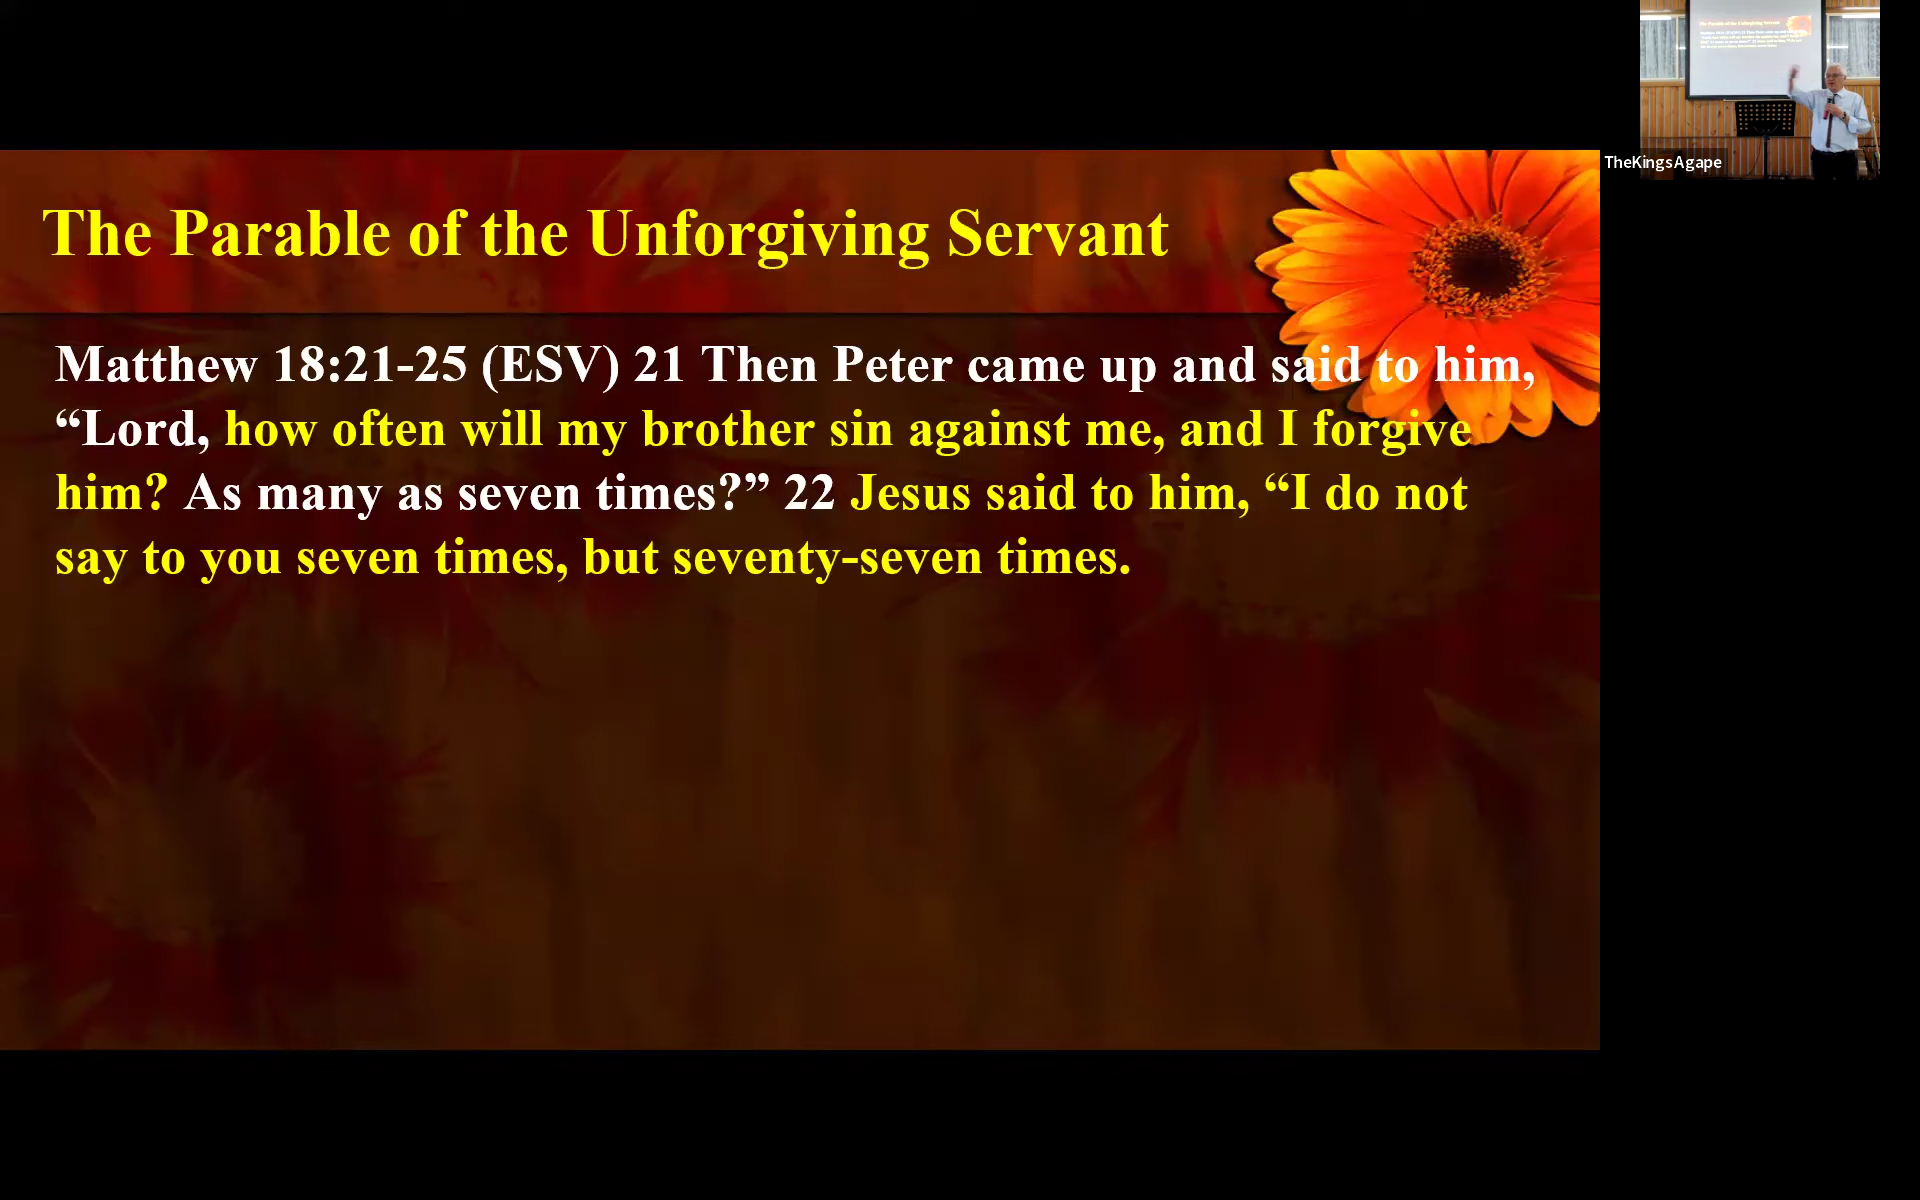 The Parable of the Unforgiving Servant
Matthew 18:21-25 (ESV) 21 Then Peter came up and said to him,
“Lord, how often will my brother sin against me, and I forgive
him? As many as seven times?” 22 Jesus said to him, “I do not
say to you seven times, but seventy-seven times.
TheKingsAgape